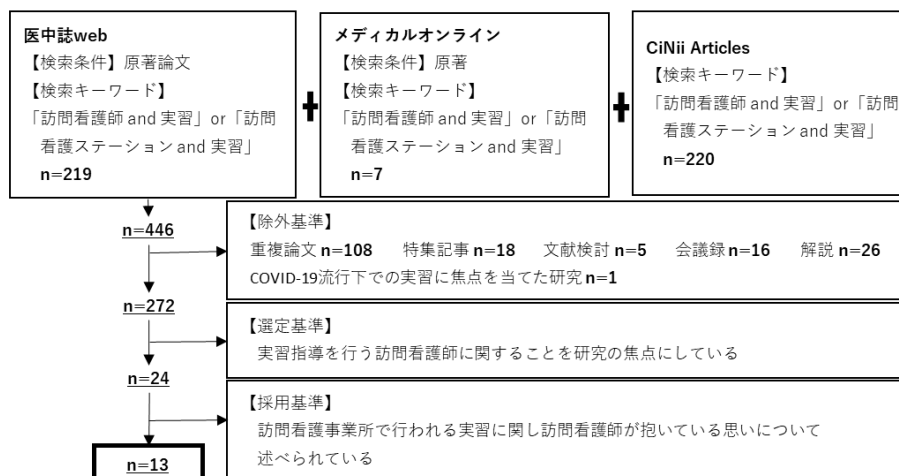 医中誌web
【検索条件】原著論文
【検索キーワード】
「訪問看護師 and 実習」or「訪問
看護ステーション and 実習」
n=219
メディカルオンライン
【検索条件】原著
【検索キーワード】
「訪問看護師 and 実習」or「訪問
看護ステーション and 実習」
n=7
CiNii Articles
【検索キーワード】
「訪問看護師 and 実習」or「訪問
看護ステーション and 実習」
n=220
n=446
【除外基準】
重複論文 n=108 特集記事 n=18 文献検討 n=5 会議録 n=16 解説 n=26
COVID-19流行下での実習に焦点を当てた研究 n=1
n=272
【選定基準】
実習指導を行う訪問看護師に関することを研究の焦点にしている
n=24
【採用基準】
訪問看護事業所で行われる実習に関し訪問看護師が抱いている思いについて
述べられている
n=13